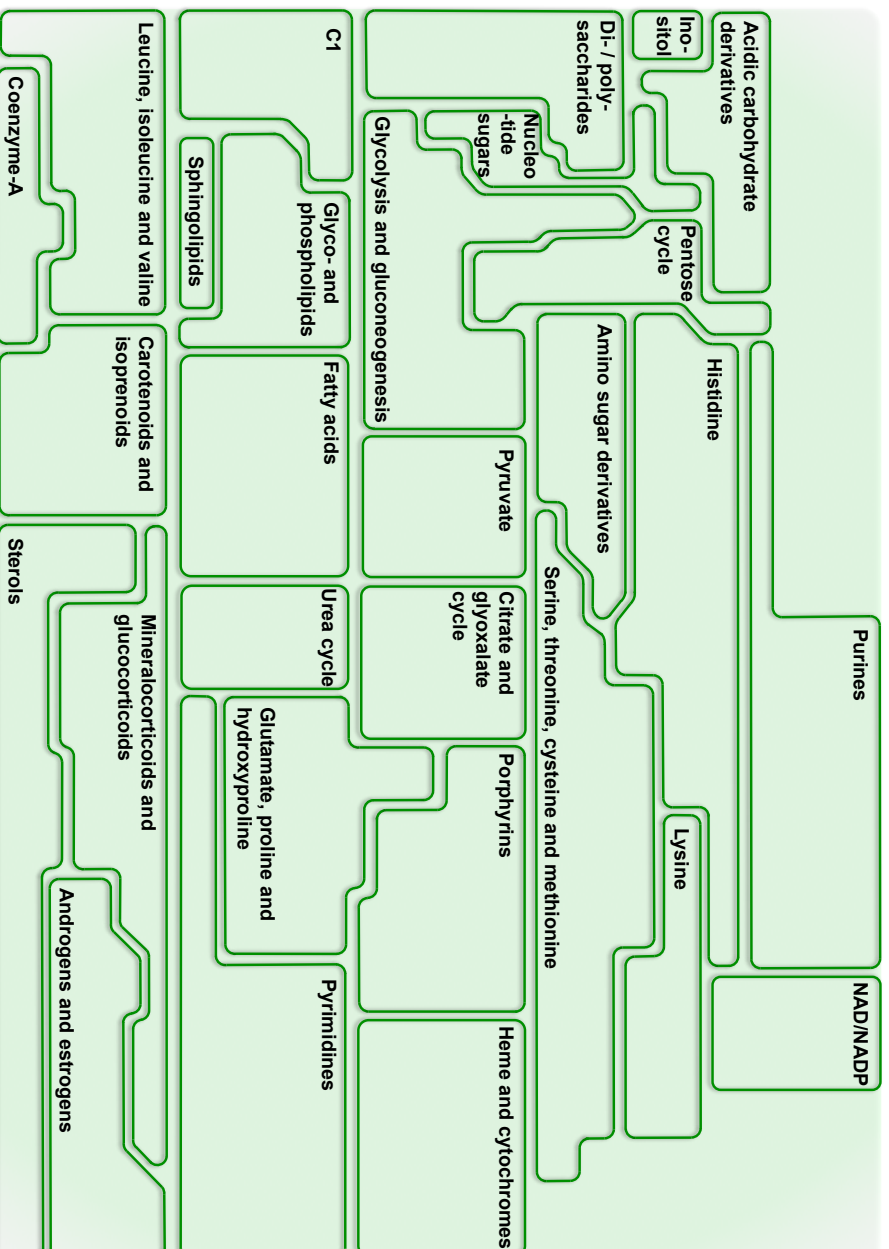 Acidic carbohydrate
derivatives
Ino-
sitol
Di- / poly-
saccharides
Nucleo
-tide
sugars
Glycolysis and gluconeogenesis
C1
Glyco- and
phospholipids
Sphingolipids
Leucine, isoleucine and valine
Coenzyme-A
Pentose
cycle
Histidine
Amino sugar derivatives
Pyruvate
Fatty acids
Carotenoids and
isoprenoids
Purines
Serine, threonine, cysteine and methionine
Citrate and
glyoxalate
cycle
Urea cycle
Mineralocorticoids and
glucocorticoids
Sterols
Lysine
Porphyrins
Glutamate, proline and
hydroxyproline
NAD/NADP
Heme and cytochromes
Pyrimidines
Androgens and estrogens